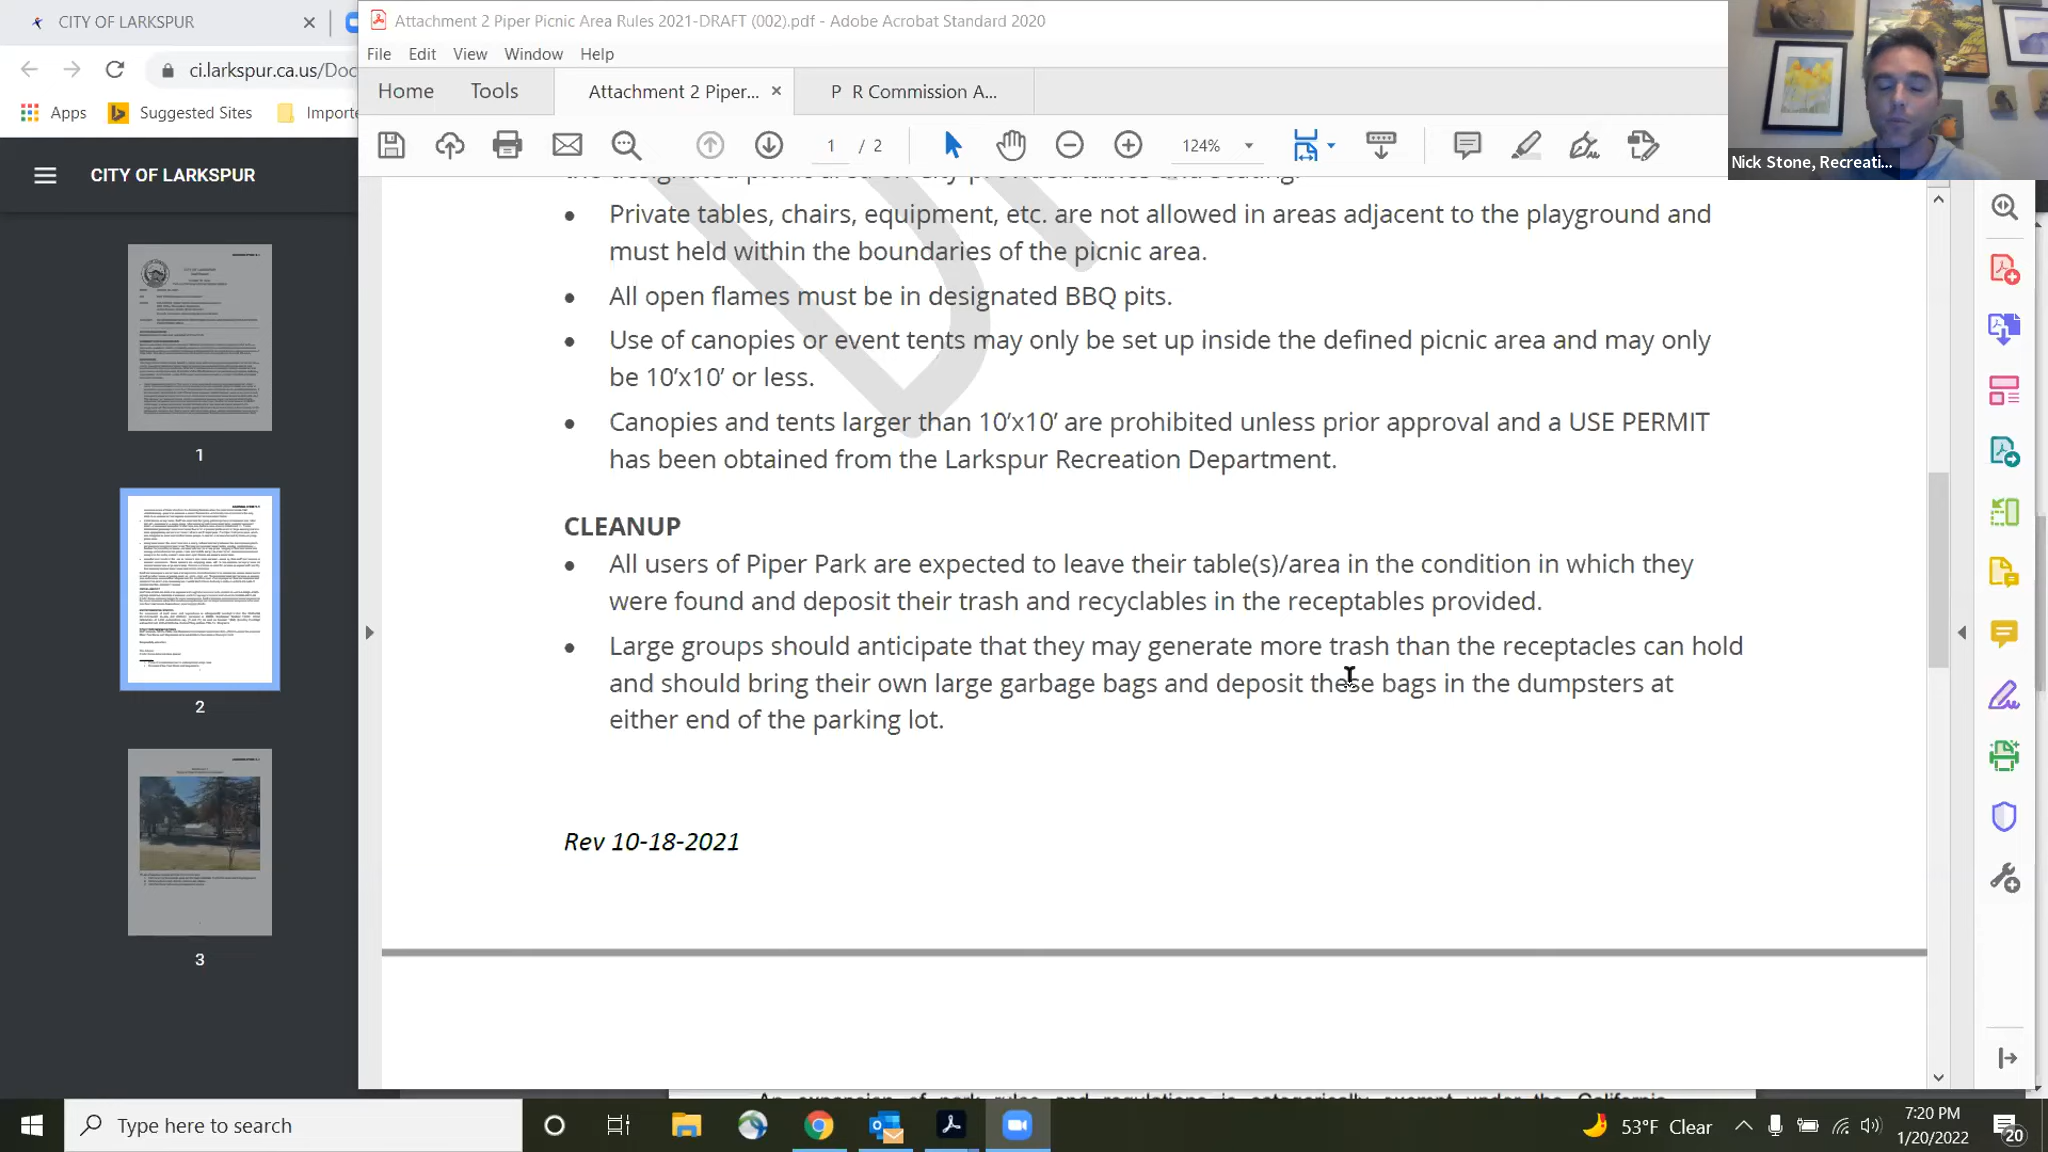 CITY OF LARKSPUR
Attachment 2 Piper Picnic Area Rules 2021-DRAFT (002).pdf - Adobe Acrobat Standard 2020
File Edit View Window Help
ci.larkspur.ca.us/Doc
Home Tools Attachment 2 Piper... P R Commission A...
Apps Suggested Sites Importe
1 / 2 124%
Nick Stone, Recreati...
CITY OF LARKSPUR
the designated picnic area on city-provided tables and seating.
• Private tables, chairs, equipment, etc. are not allowed in areas adjacent to the playground and
must held within the boundaries of the picnic area.
• All open flames must be in designated BBQ pits.
• Use of canopies or event tents may only be set up inside the defined picnic area and may only
be 10’x10’ or less.
• Canopies and tents larger than 10’x10’ are prohibited unless prior approval and a USE PERMIT
has been obtained from the Larkspur Recreation Department.
CLEANUP
• All users of Piper Park are expected to leave their table(s)/area in the condition in which they
were found and deposit their trash and recyclables in the receptables provided.
• Large groups should anticipate that they may generate more trash than the receptacles can hold
and should bring their own large garbage bags and deposit these bags in the dumpsters at
either end of the parking lot.
Rev 10-18-2021
1
2
3
An expansion of park rules and regulations is categorically exempt under the California
Type here to search
53°F Clear
7:20 PM
1/20/2022
20